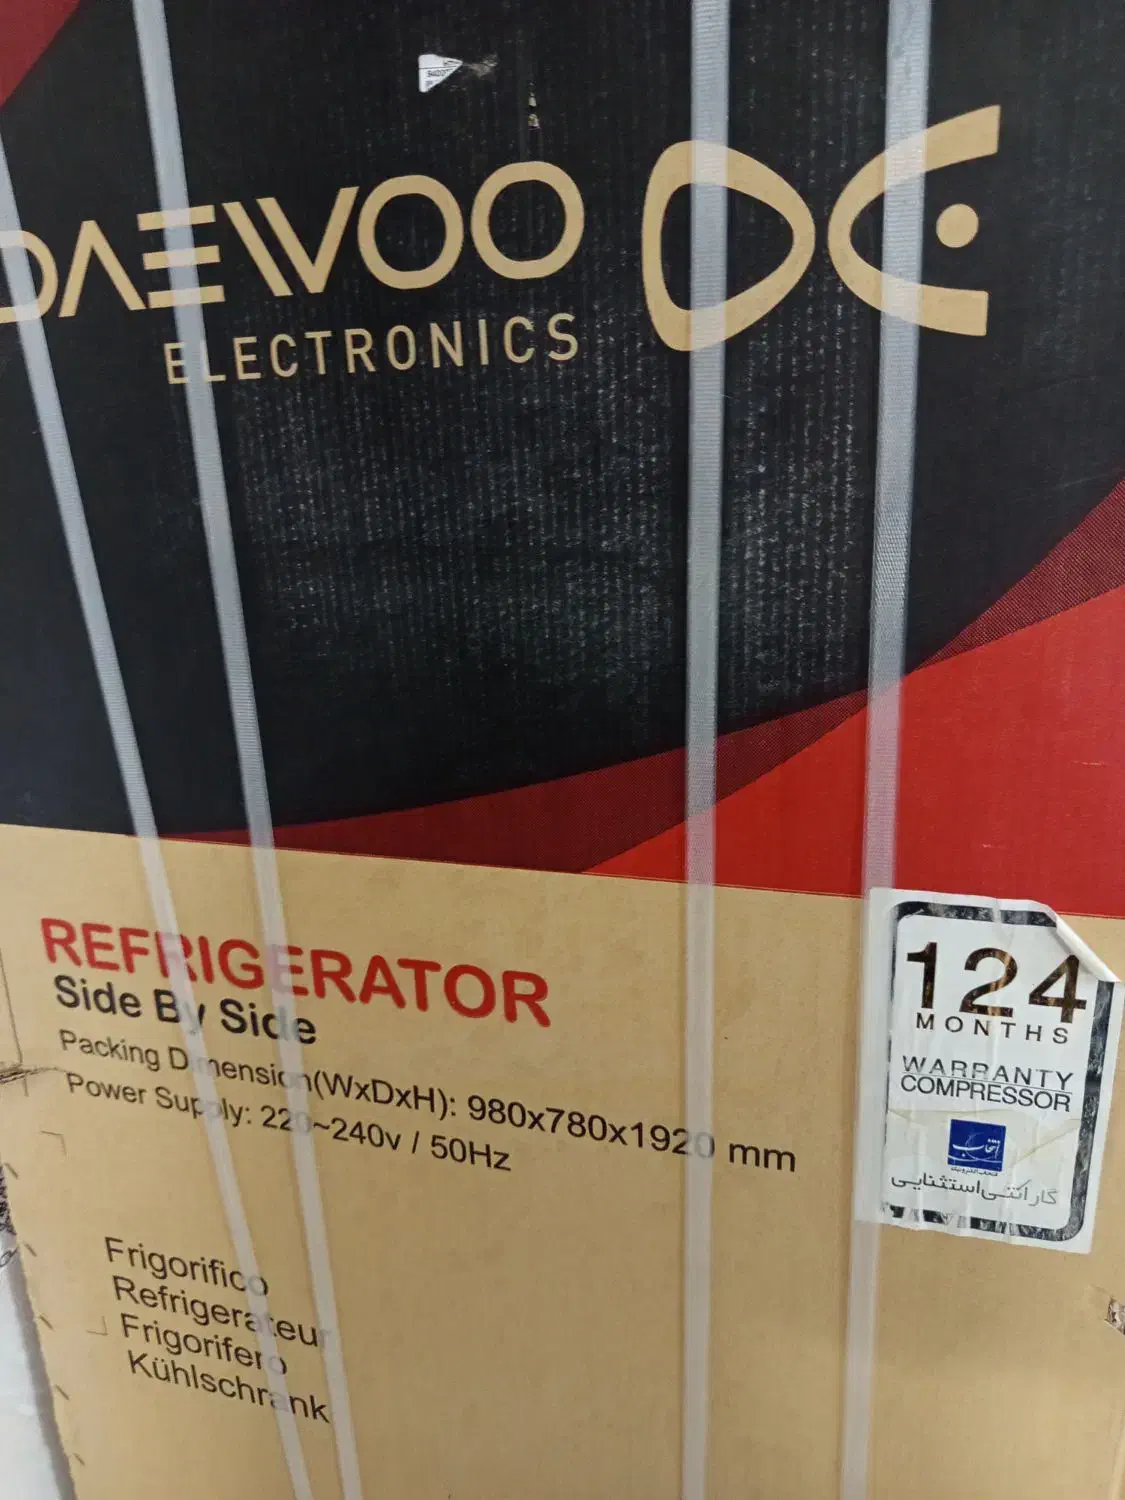 DAEWOO
ELECTRONICS
REFRIGERATOR
Side By Side
Packing Dimension(WxDxH): 980x780x1920 mm
Power Supply: 220~240v / 50Hz
Frigorifico
Refrigerateur
Frigorifero
Kühlschrank
124
MONTHS
WARRANTY
COMPRESSOR
انتخاب
گارانتی استثنایی